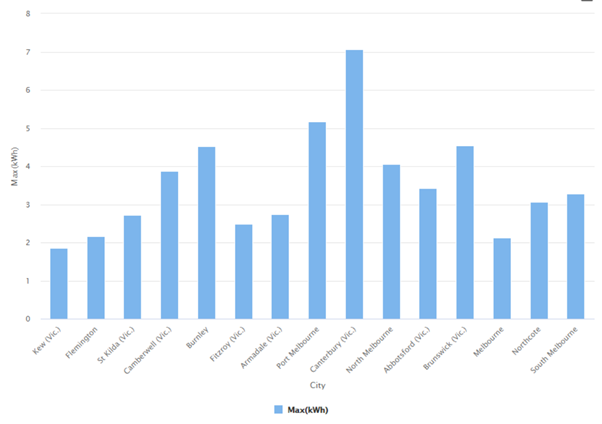 8
7
6
5
4
3
2
1
0
Max(kWh)
Kew (Vic.)
Flemington
St Kilda (Vic.)
Camberwell (Vic.)
Burnley
Fitzroy (Vic.)
Armadale (Vic.)
Port Melbourne
Canterbury (Vic.)
North Melbourne
Abbotsford (Vic.)
Brunswick (Vic.)
Melbourne
Northcote
South Melbourne
City
Max(kWh)